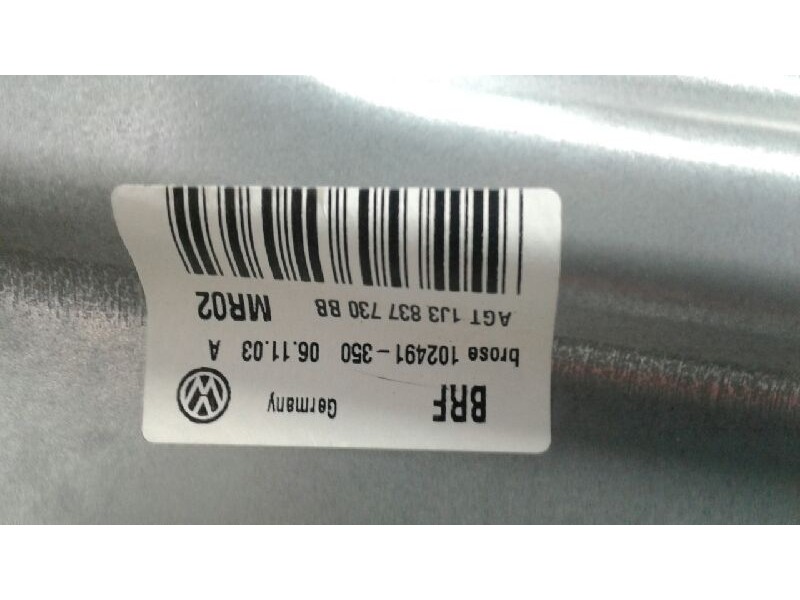 BRF Germany
brose 102491-350 06.11.03 A
AGT 1J3 837 730 BB MR02